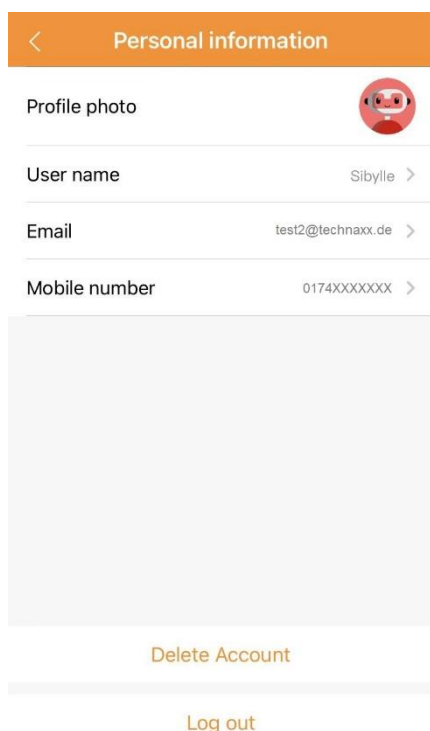 Personal information
Profile photo
User name Sibylle
Email test2@technaxx.de
Mobile number 0174XXXXXXX
Delete Account
Log out